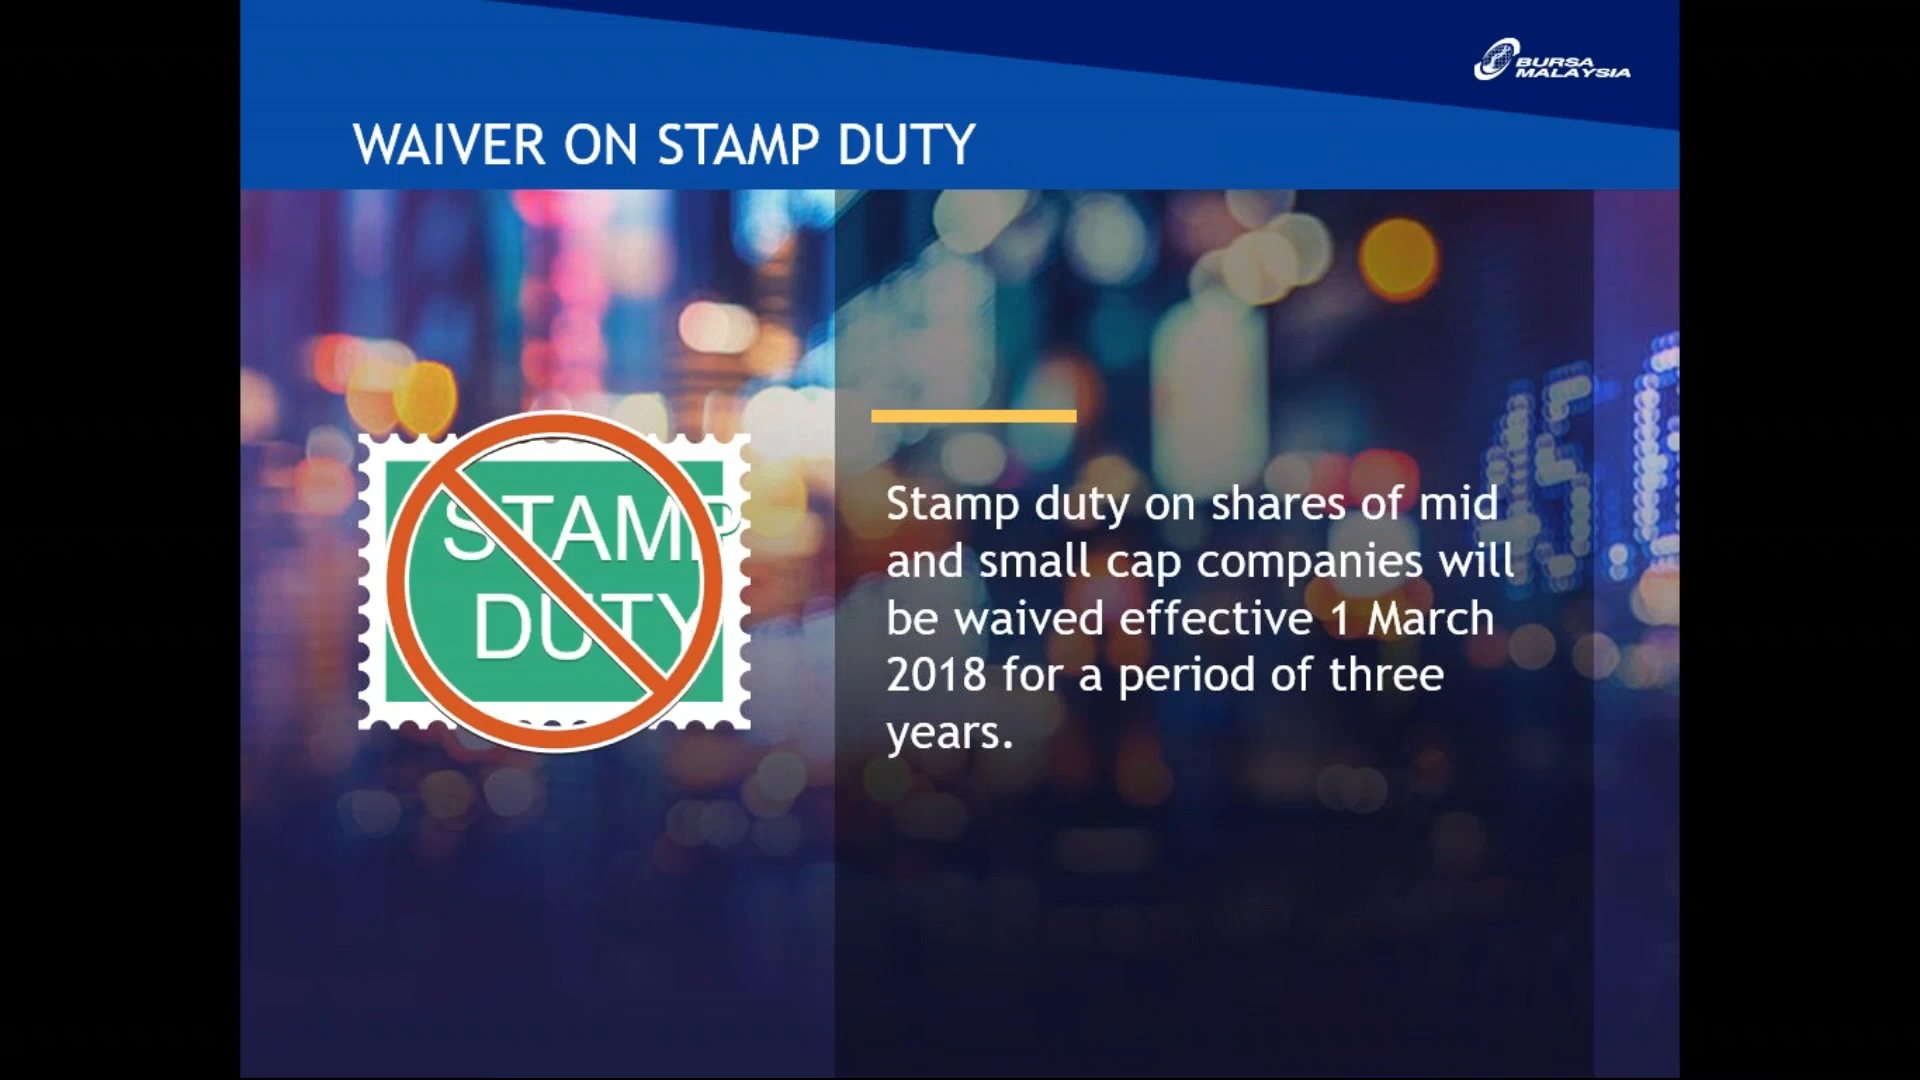 BURSA
MALAYSIA
WAIVER ON STAMP DUTY
STAMP
DUTY
Stamp duty on shares of mid
and small cap companies will
be waived effective 1 March
2018 for a period of three
years.